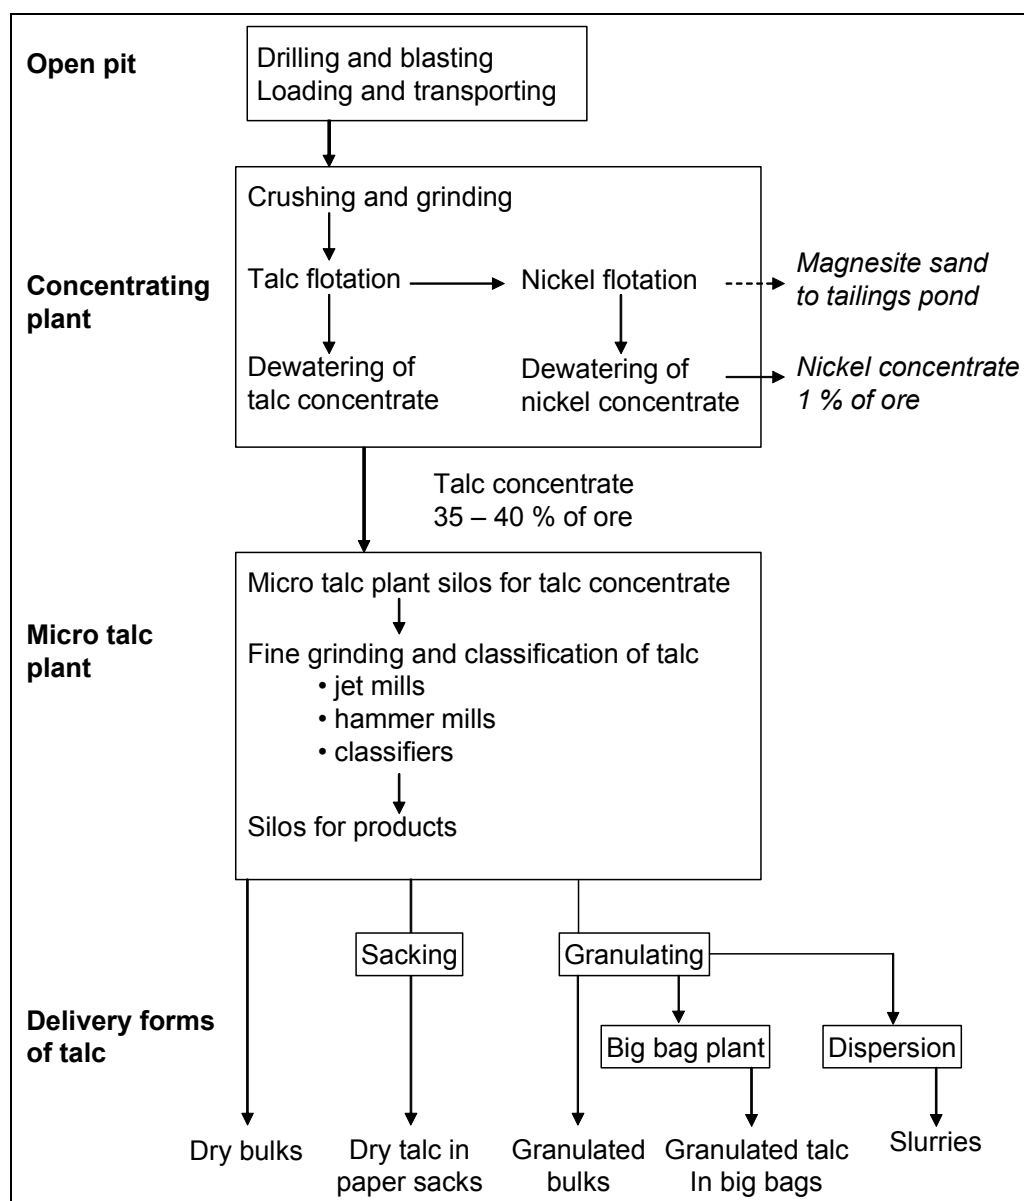 Open pit
Drilling and blasting
Loading and transporting
Concentrating
plant
Crushing and grinding
Talc flotation
Nickel flotation
Magnesite sand
to tailings pond
Dewatering of
talc concentrate
Dewatering of
nickel concentrate
Nickel concentrate
1 % of ore
Talc concentrate
35 – 40 % of ore
Micro talc
plant
Micro talc plant silos for talc concentrate
Fine grinding and classification of talc
• jet mills
• hammer mills
• classifiers
Silos for products
Delivery forms
of talc
Sacking
Granulating
Big bag plant
Dispersion
Dry bulks
Dry talc in
paper sacks
Granulated
bulks
Granulated talc
In big bags
Slurries